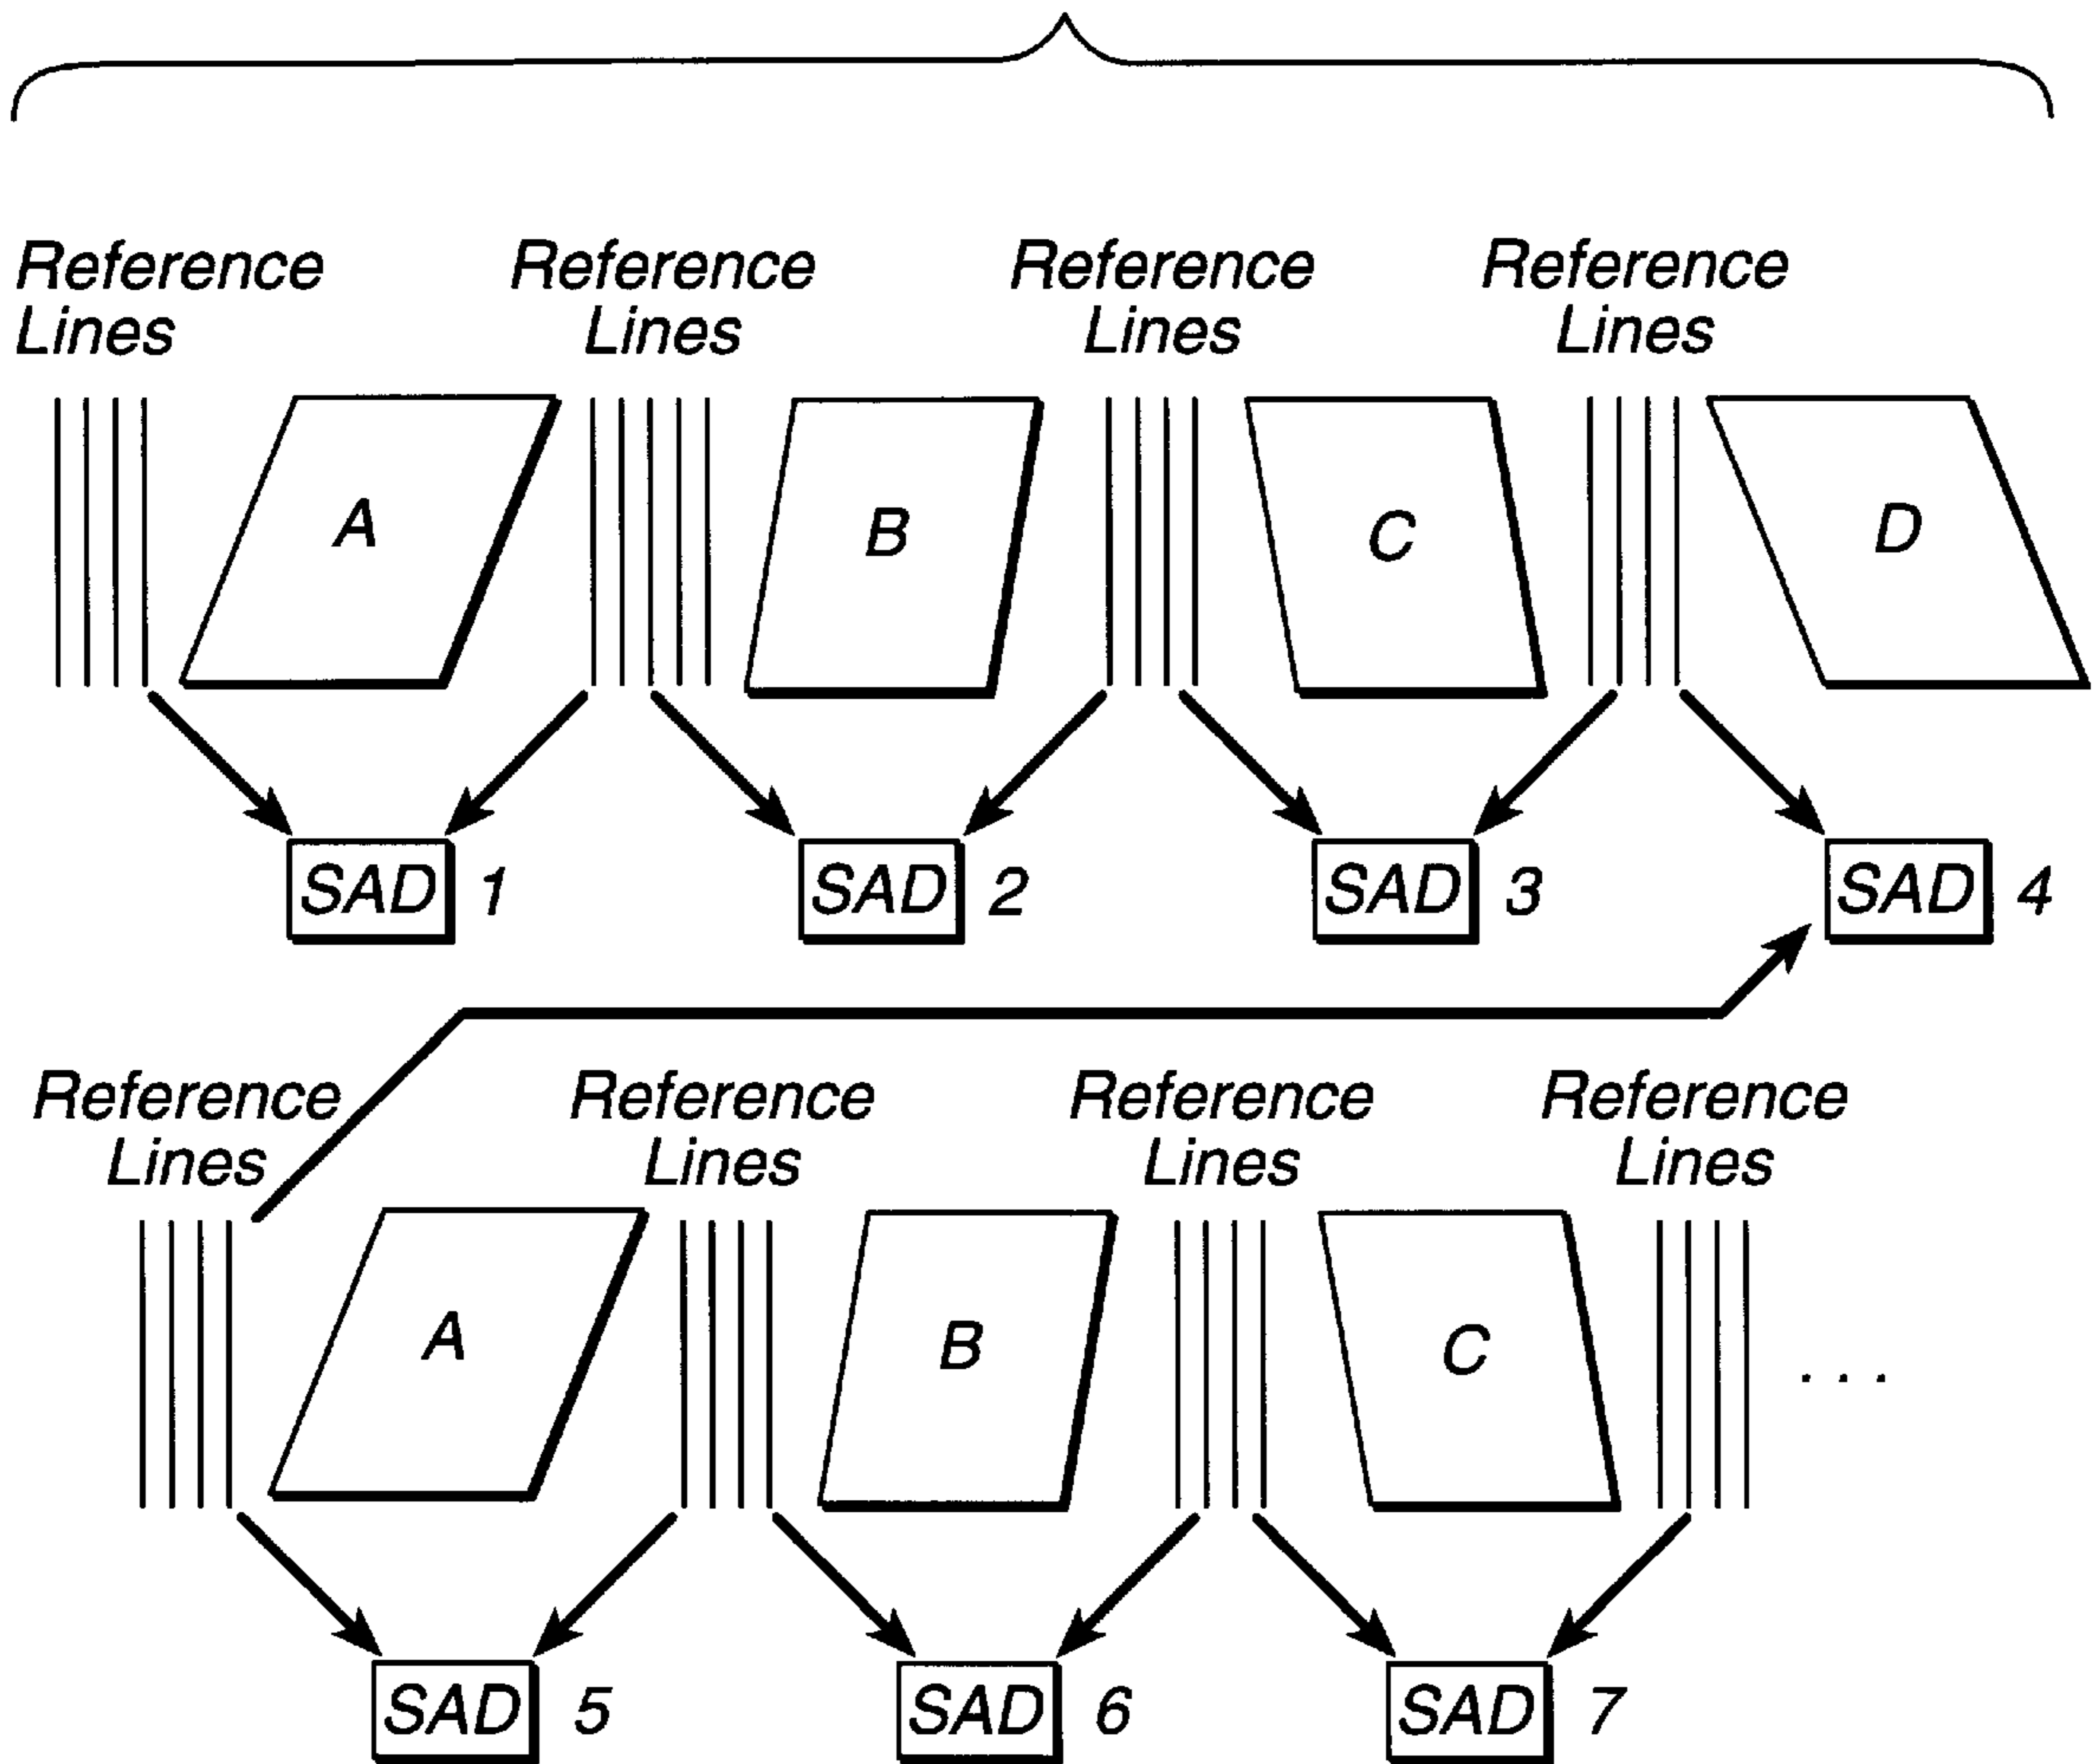 Reference Reference Reference Reference
Lines Lines Lines Lines
A B C D
SAD 1 SAD 2 SAD 3 SAD 4
Reference Reference Reference Reference
Lines Lines Lines Lines
A B C ...
SAD 5 SAD 6 SAD 7